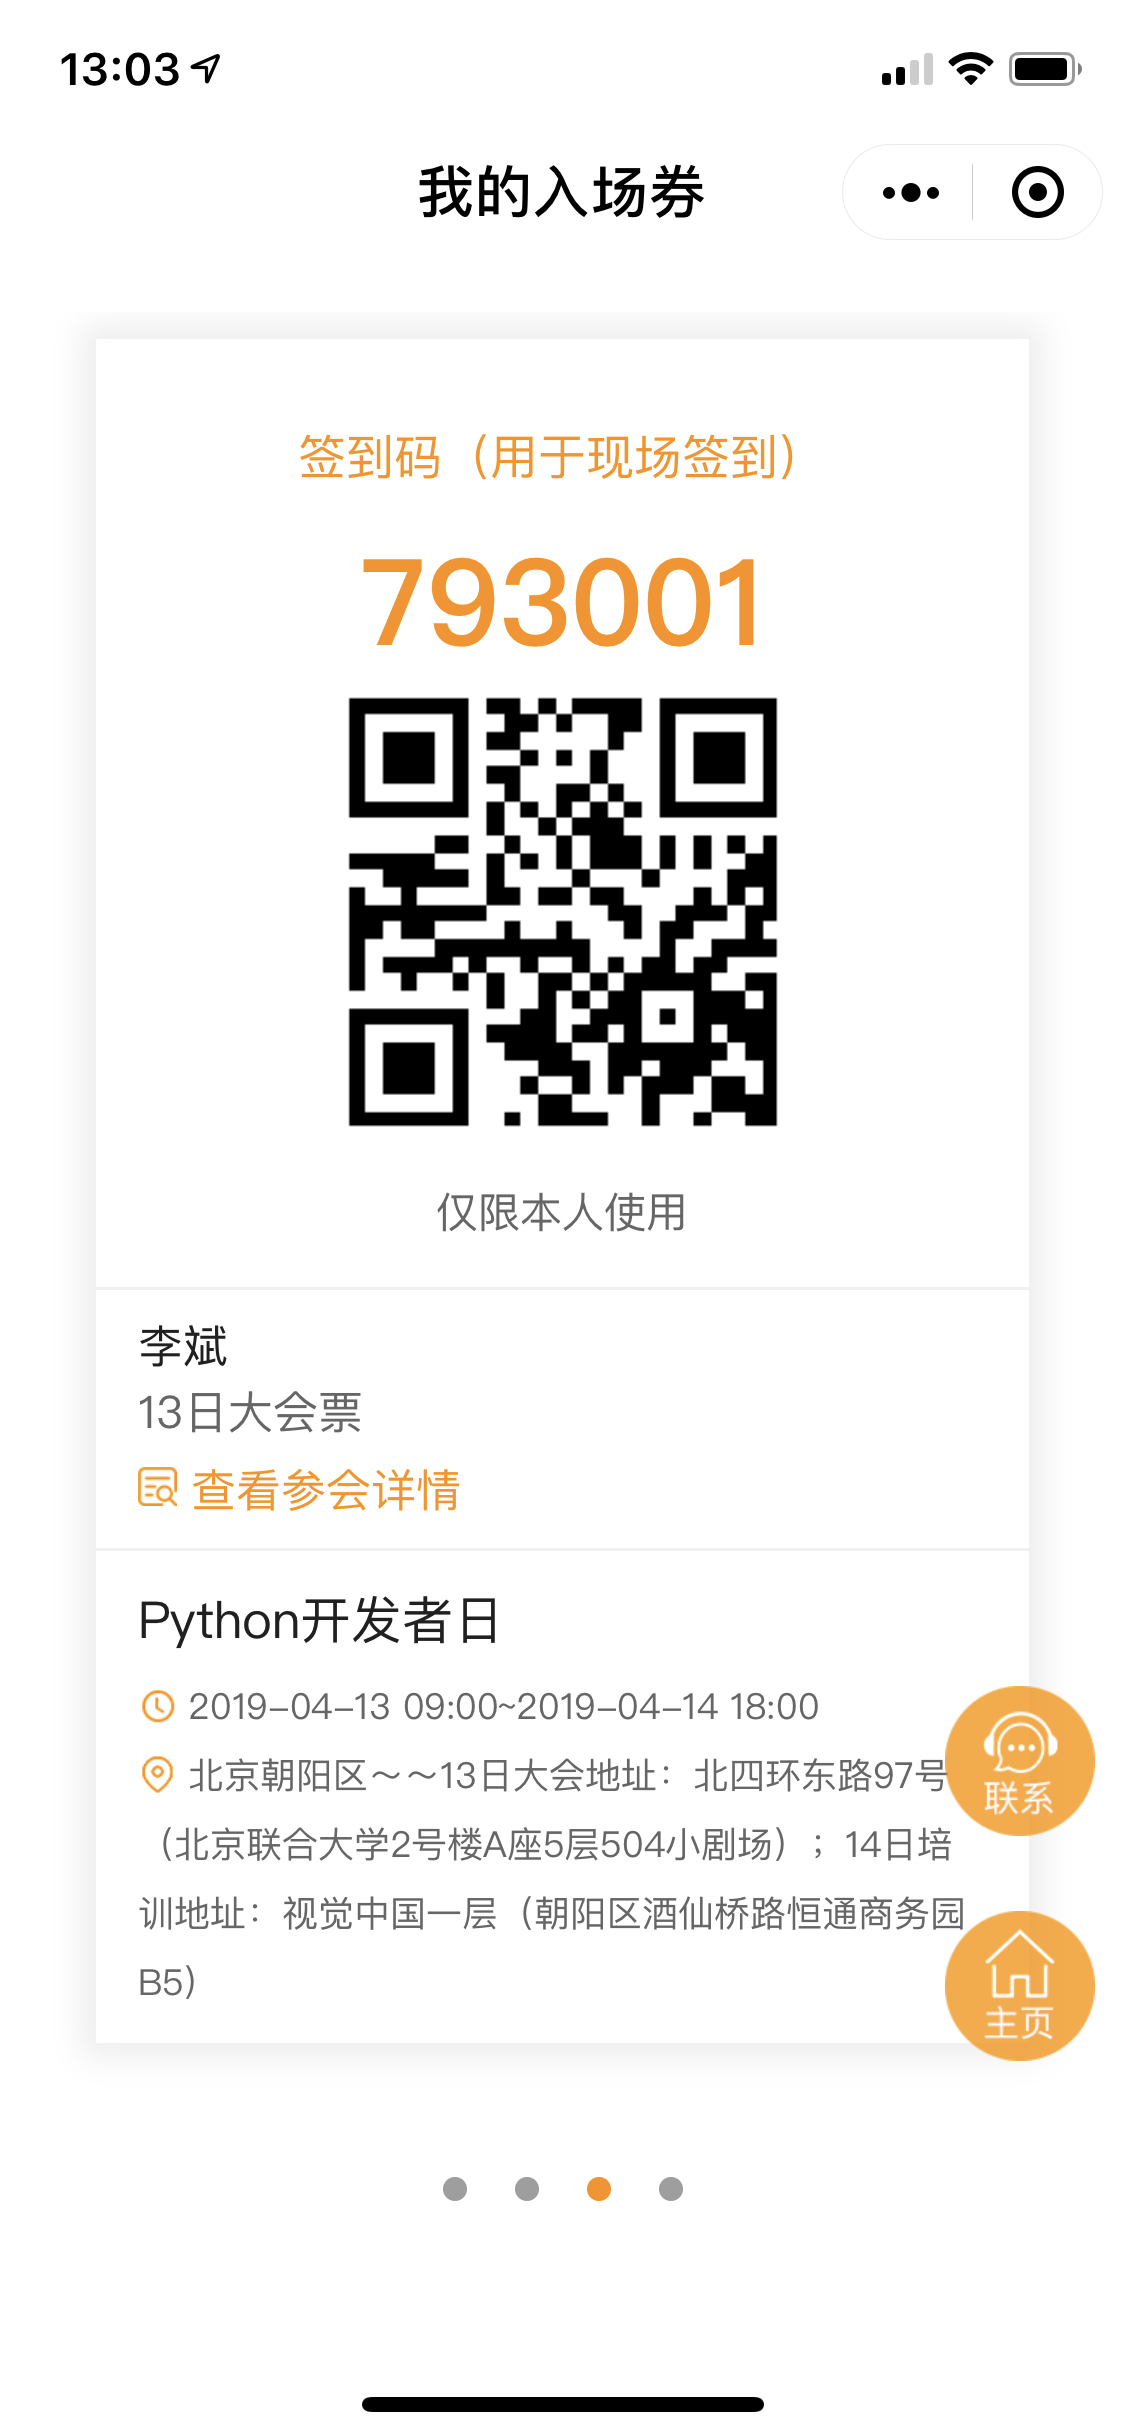 13:03
我的入场券
签到码（用于现场签到）
793001
仅限本人使用
李斌
13日大会票
查看参会详情
Python开发者日
2019-04-13 09:00~2019-04-14 18:00
北京朝阳区～～13日大会地址：北四环东路97号
（北京联合大学2号楼A座5层504小剧场）；14日培
训地址：视觉中国一层（朝阳区酒仙桥路恒通商务园
B5）
联系
主页